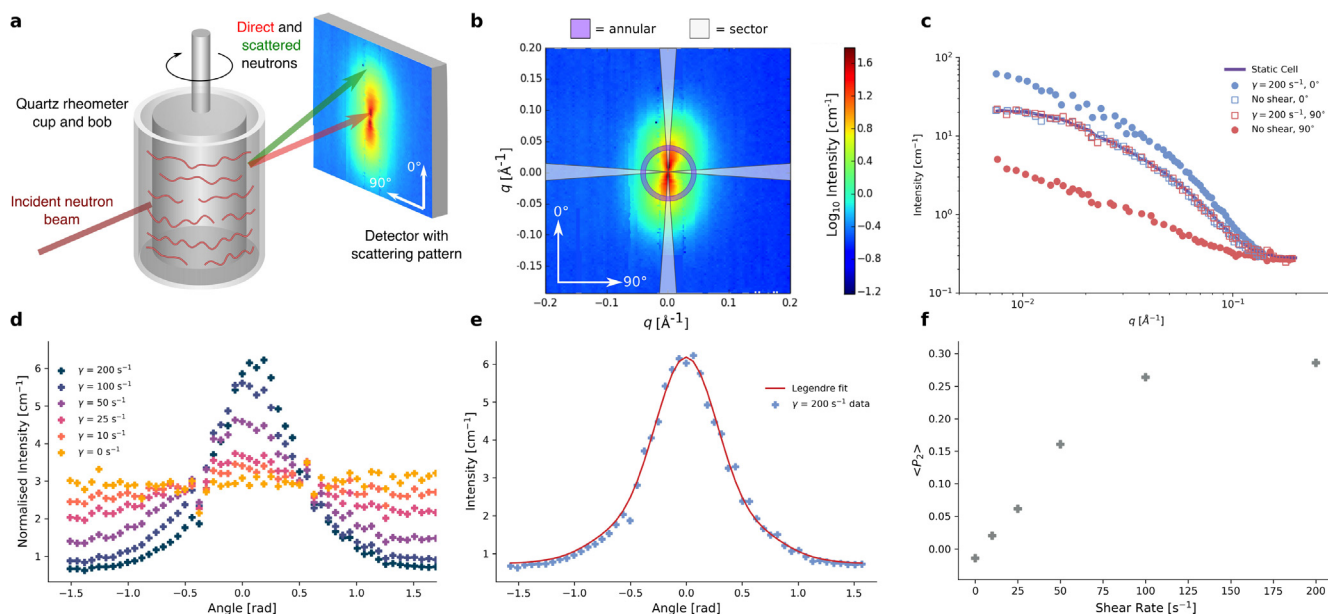 a
Direct and
scattered
neutrons
Quartz rheometer
cup and bob
Incident neutron
beam
0°
90°
Detector with
scattering pattern
b
= annular
= sector
0.20
0.15
0.10
0.05
0.00
−0.05
−0.10
−0.15
q [Å-1]
0°
90°
−0.2
−0.1
0.0
0.1
0.2
q [Å-1]
1.6
1.2
0.8
0.4
0.0
−0.4
−0.8
−1.2
Log10 Intensity [cm−1]
c
Static Cell
γ = 200 s−1, 0°
No shear, 0°
γ = 200 s−1, 90°
No shear, 90°
10²
10¹
10⁰
10−1
Intensity [cm−1]
10−2
10−1
q [Å−1]
d
γ = 200 s−1
γ = 100 s−1
γ = 50 s−1
γ = 25 s−1
γ = 10 s−1
γ = 0 s−1
6
5
4
3
2
1
Normalised Intensity [cm−1]
−1.5
−1.0
−0.5
0.0
0.5
1.0
1.5
Angle [rad]
e
Legendre fit
γ = 200 s−1 data
6
5
4
3
2
1
Intensity [cm−1]
−1.5
−1.0
−0.5
0.0
0.5
1.0
1.5
Angle [rad]
f
0.30
0.25
0.20
0.15
0.10
0.05
0.00
<P2>
0
25
50
75
100
125
150
175
200
Shear Rate [s−1]